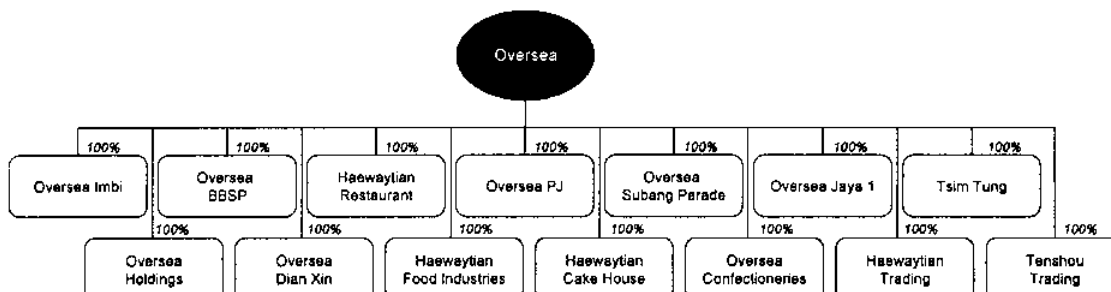 Oversea
100% 100% 100% 100% 100% 100% 100%
Oversea Imbi
Oversea
BBSP
Haewaytian
Restaurant
Oversea PJ
Oversea
Subang Parade
Oversea Jaya 1
Tsim Tung
100% 100% 100% 100% 100% 100% 100%
Oversea
Holdings
Oversea
Dian Xin
Haewaytian
Food Industries
Haewaytian
Cake House
Oversea
Confectioneries
Haewaytian
Trading
Tenshou
Trading